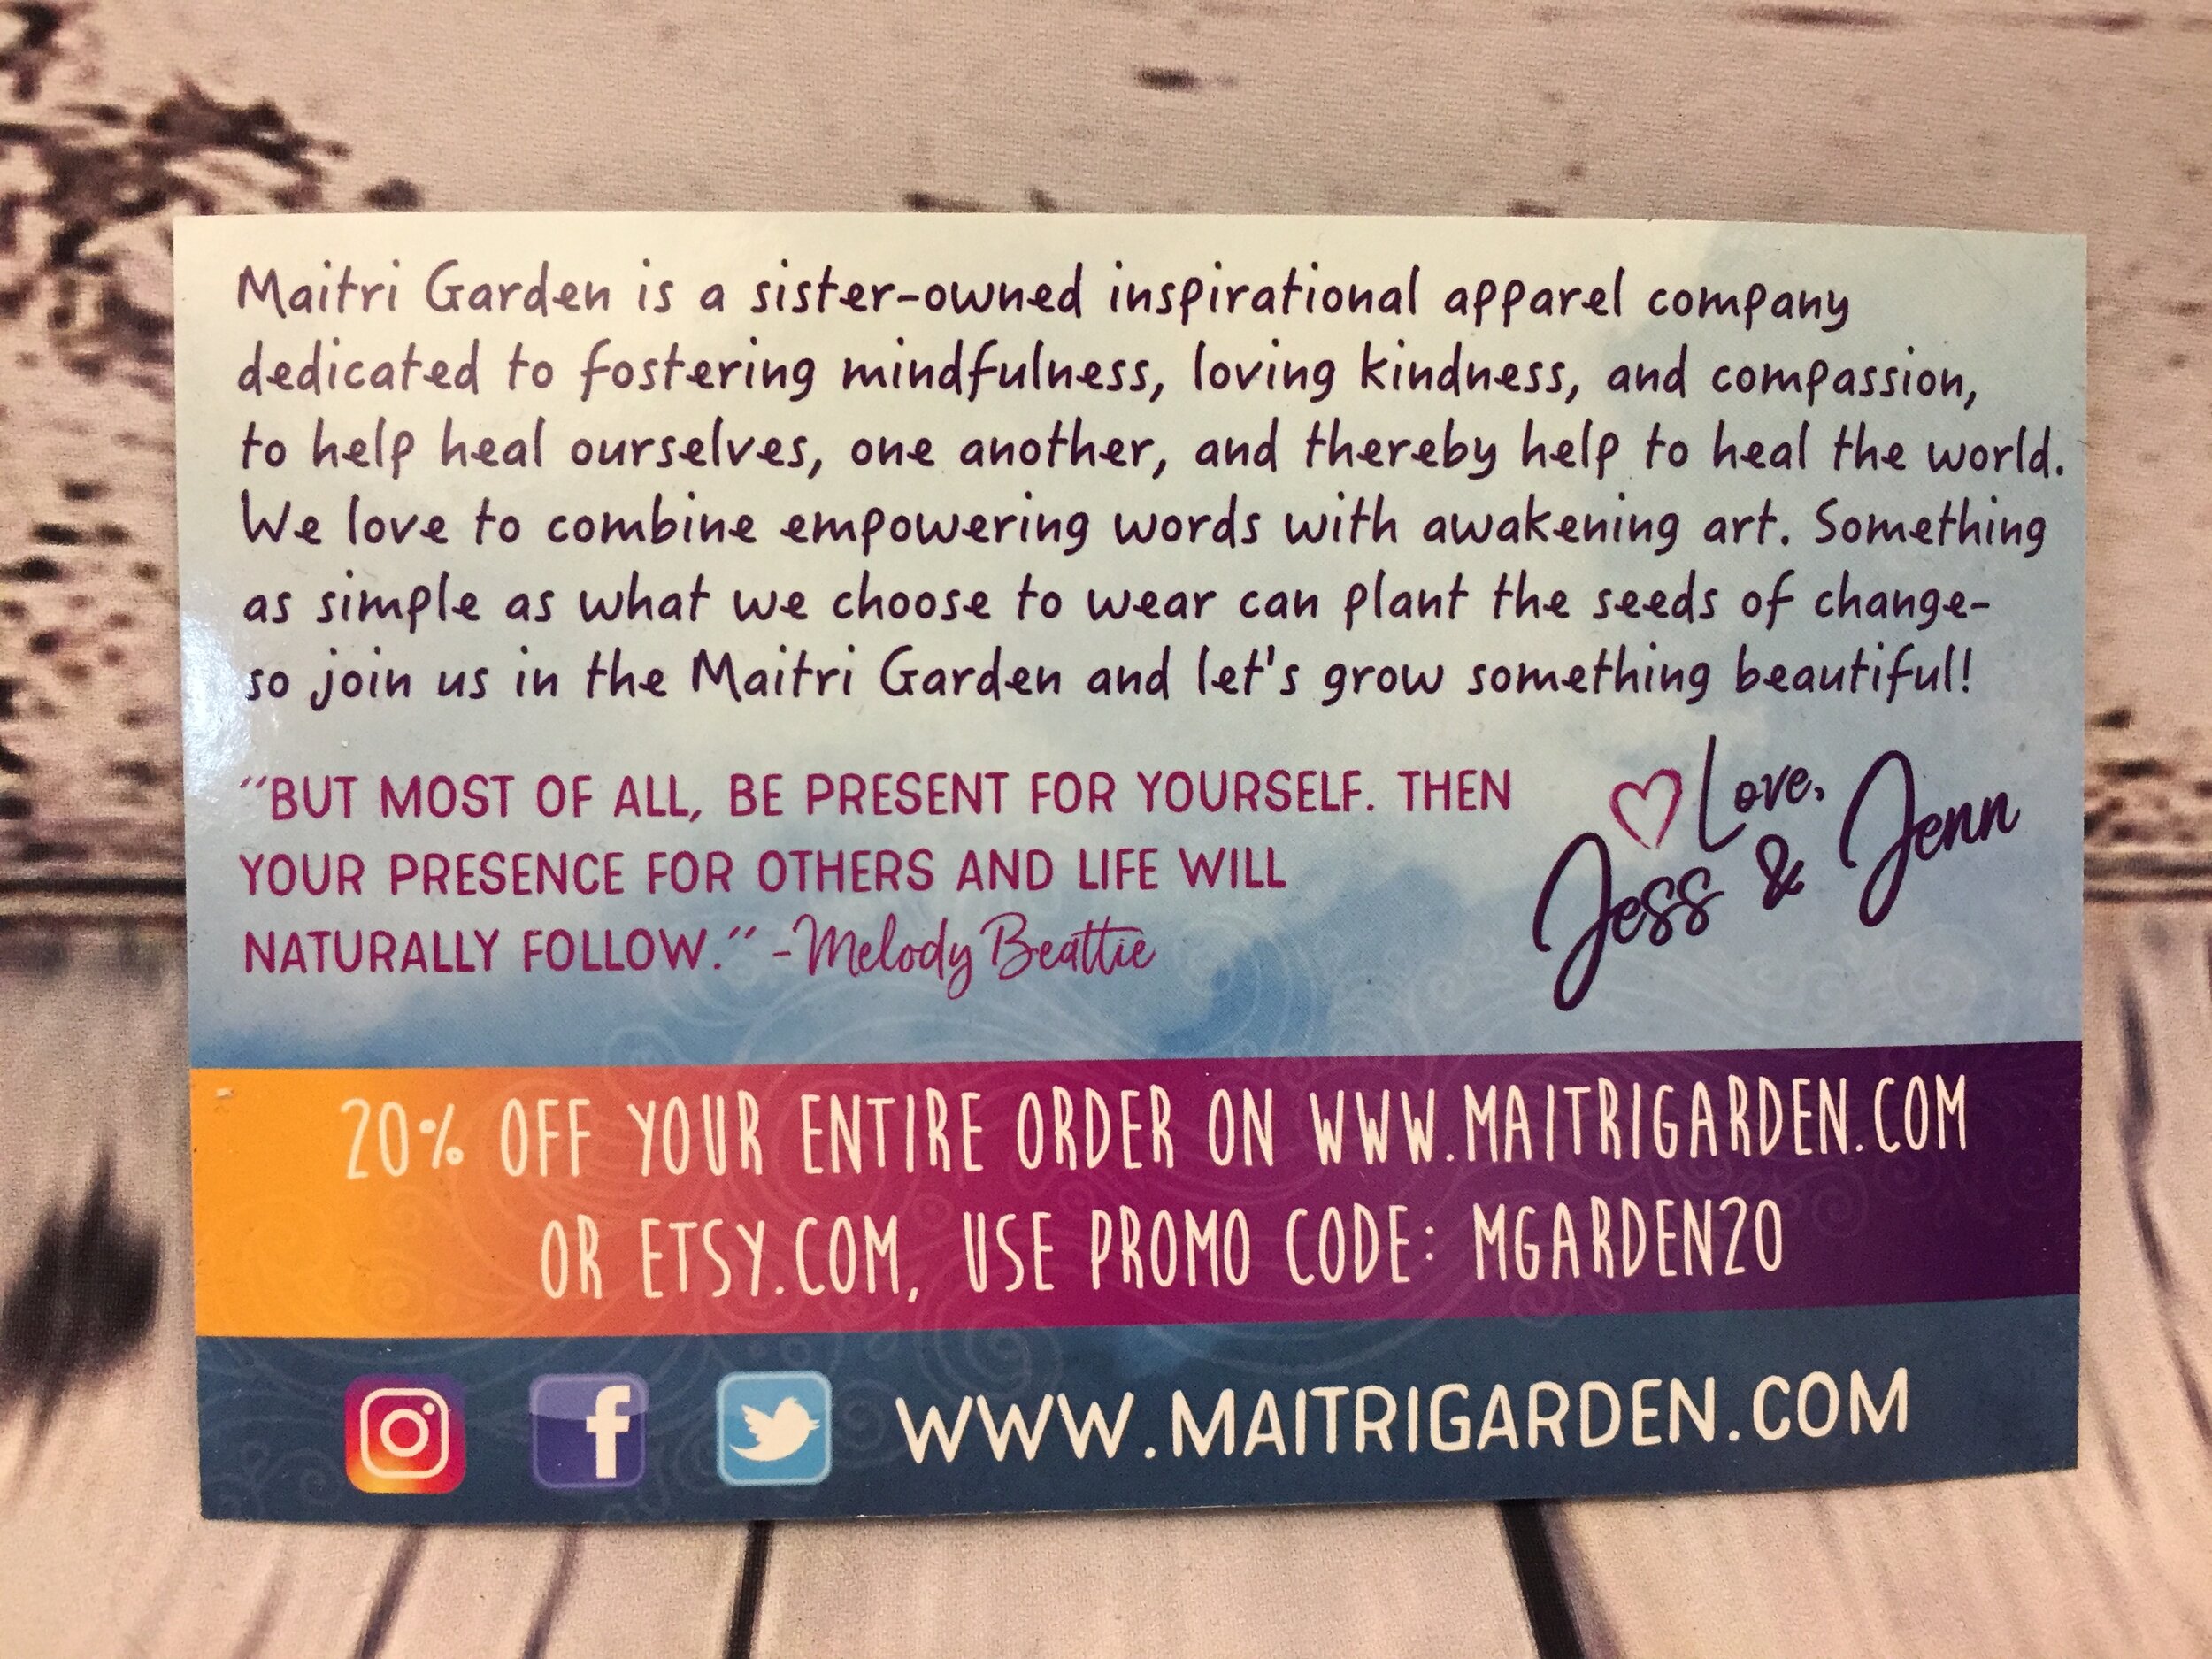 Maitri Garden is a sister-owned inspirational apparel company
dedicated to fostering mindfulness, loving kindness, and compassion,
to help heal ourselves, one another, and thereby help to heal the world.
We love to combine empowering words with awakening art. Something
as simple as what we choose to wear can plant the seeds of change-
so join us in the Maitri Garden and let's grow something beautiful!
"BUT MOST OF ALL, BE PRESENT FOR YOURSELF. THEN
YOUR PRESENCE FOR OTHERS AND LIFE WILL
NATURALLY FOLLOW." -Melody Beattie
Love,
Jess & Jenn
20% OFF YOUR ENTIRE ORDER ON WWW.MAITRIGARDEN.COM
OR ETSY.COM, USE PROMO CODE: MGARDEN20
WWW.MAITRIGARDEN.COM